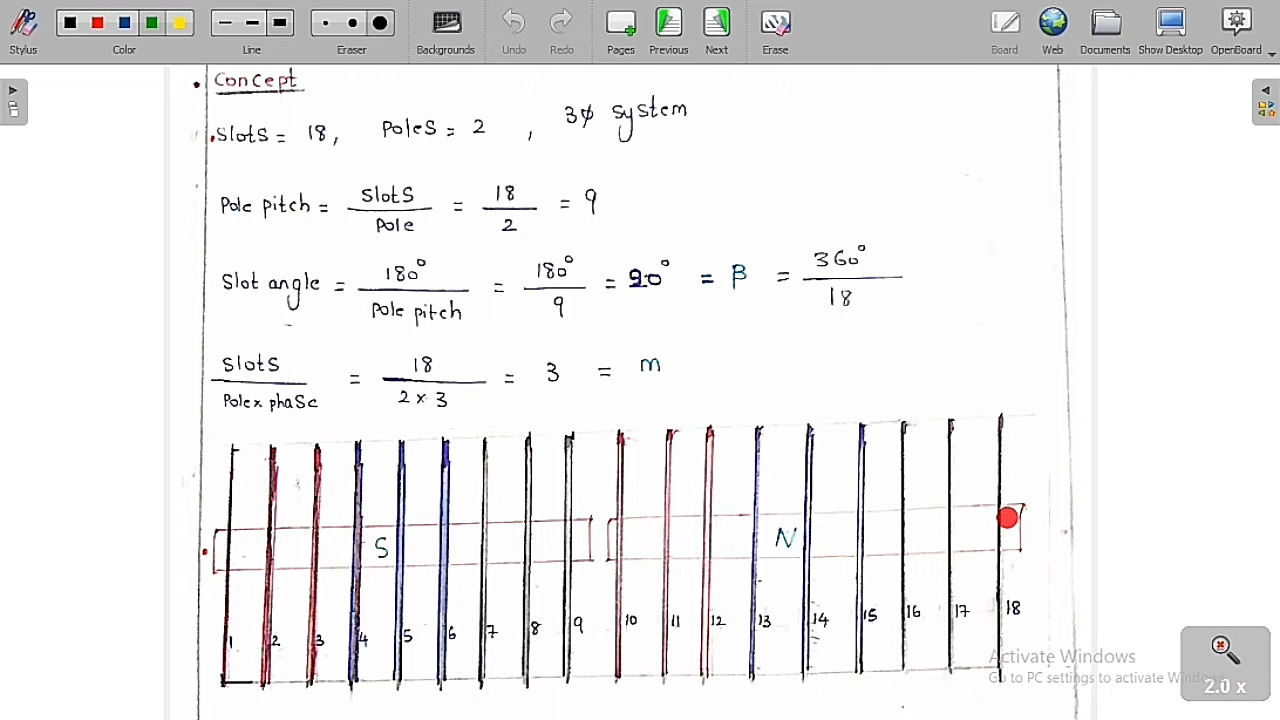 Stylus Color Line Eraser Backgrounds Undo Redo Pages Previous Next Erase Board Web Documents Show Desktop OpenBoard
Concept
Slots = 18, Poles = 2 , 3φ system
Pole pitch = Slots / Pole = 18 / 2 = 9
Slot angle = 180° / Pole pitch = 180° / 9 = 20° = β = 360° / 18
Slots / Pole x phase = 18 / 2 x 3 = 3 = m
S N
1 2 3 4 5 6 7 8 9 10 11 12 13 14 15 16 17 18
Activate Windows
Go to PC settings to activate Windows.
2.0 x